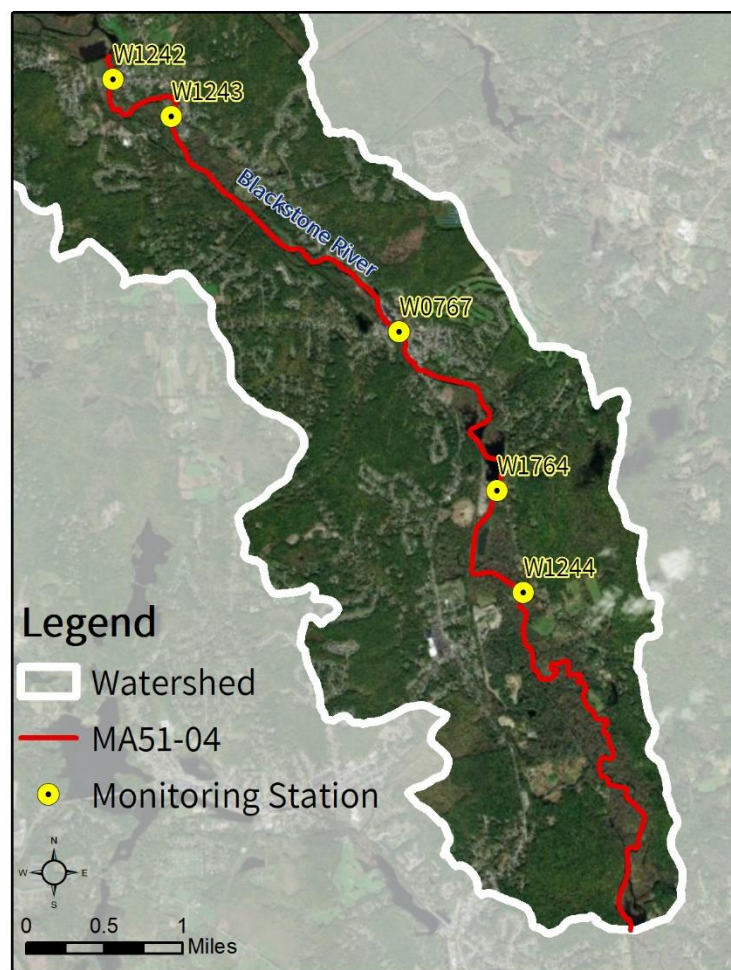 W1242
W1243
Blackstone River
W0767
W1764
W1244
Legend
Watershed
MA51-04
Monitoring Station
N
W E
S
0 0.5 1
Miles